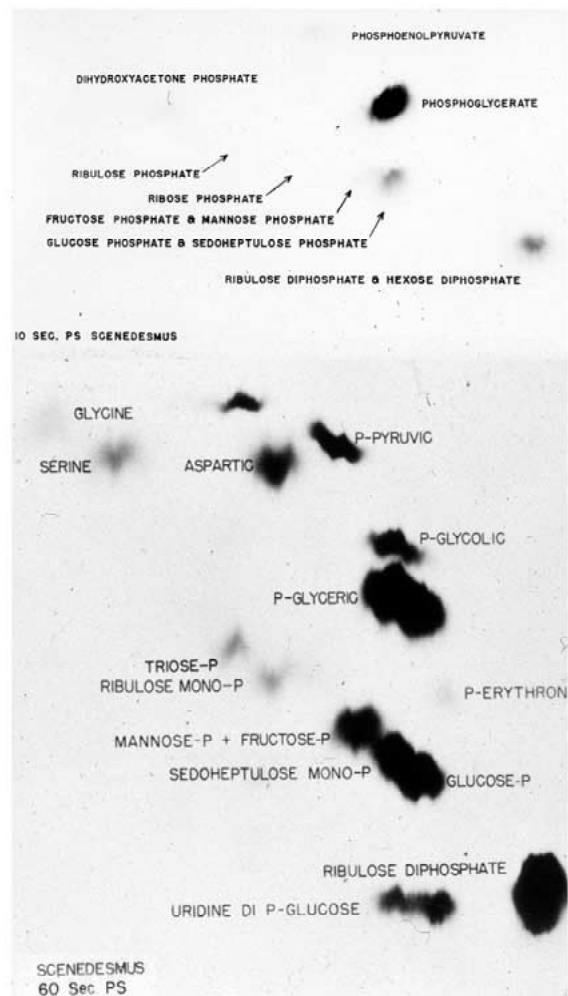 PHOSPHOENOLPYRUVATE
DIHYDROXYACETONE PHOSPHATE
PHOSPHOGLYCERATE
RIBULOSE PHOSPHATE
RIBOSE PHOSPHATE
FRUCTOSE PHOSPHATE & MANNOSE PHOSPHATE
GLUCOSE PHOSPHATE & SEDOHEPTULOSE PHOSPHATE
RIBULOSE DIPHOSPHATE & HEXOSE DIPHOSPHATE
10 SEC. PS SCENEDESMUS
GLYCINE
P-PYRUVIC
SERINE
ASPARTIC
P-GLYCOLIC
P-GLYCERIC
TRIOSE-P
RIBULOSE MONO-P
P-ERYTHRON
MANNOSE-P + FRUCTOSE-P
SEDOHEPTULOSE MONO-P
GLUCOSE-P
RIBULOSE DIPHOSPHATE
URIDINE DI P-GLUCOSE
SCENEDESMUS
60 Sec PS